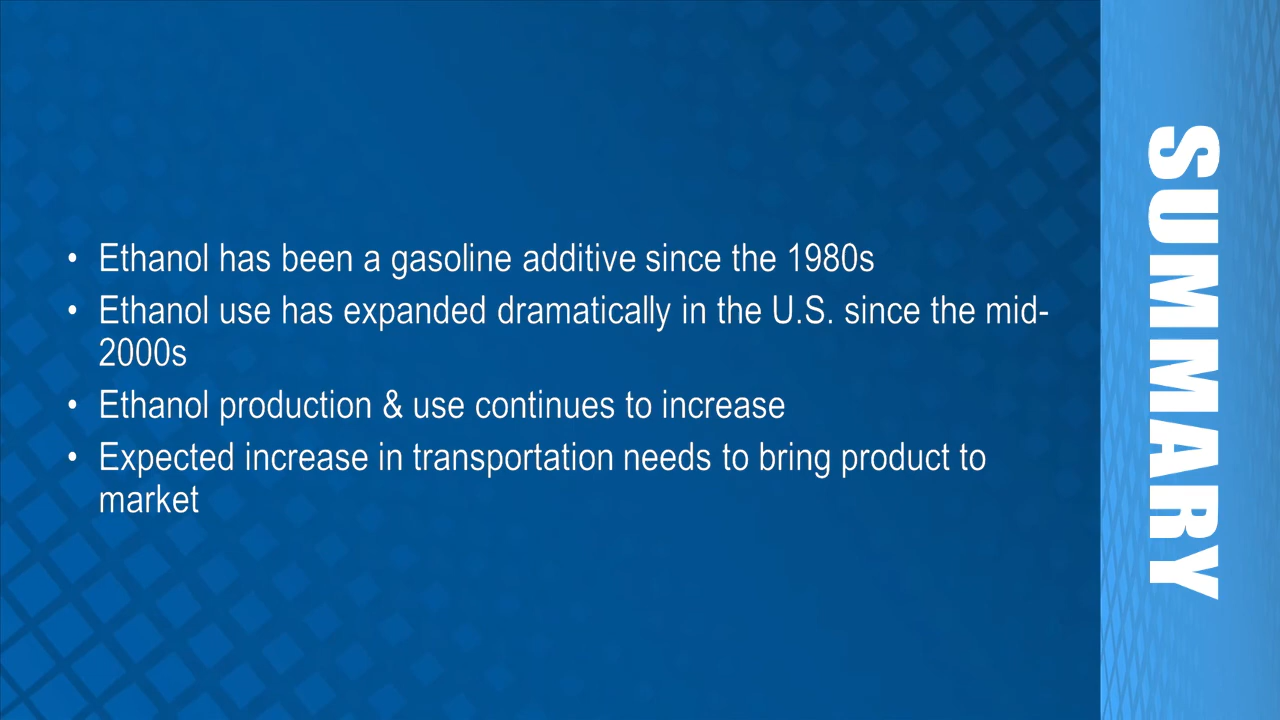 • Ethanol has been a gasoline additive since the 1980s
• Ethanol use has expanded dramatically in the U.S. since the mid-
2000s
• Ethanol production & use continues to increase
• Expected increase in transportation needs to bring product to
market
SUMMARY